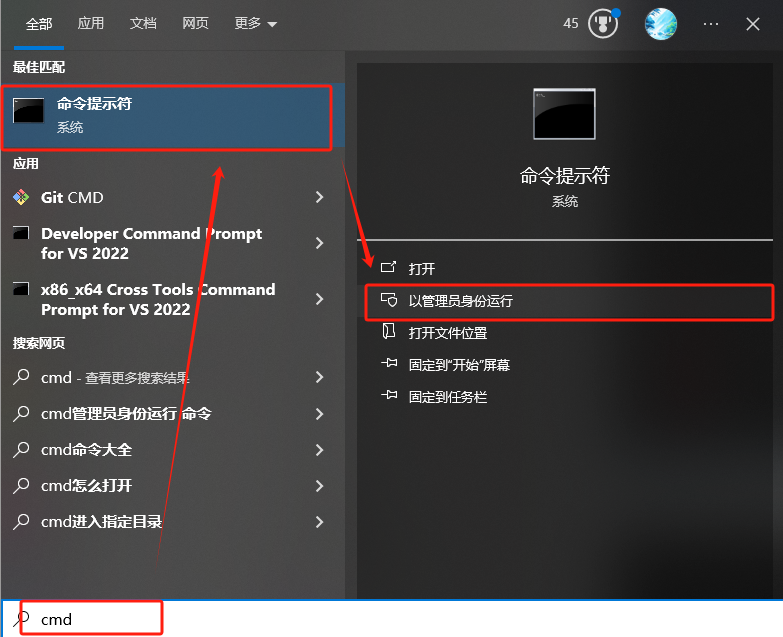 全部 应用 文档 网页 更多 45 ...
最佳匹配
命令提示符
系统
应用
Git CMD
Developer Command Prompt
for VS 2022
x86_x64 Cross Tools Command
Prompt for VS 2022
搜索网页
cmd - 查看更多搜索结果
cmd管理员身份运行 命令
cmd命令大全
cmd怎么打开
cmd进入指定目录
命令提示符
系统
打开
以管理员身份运行
打开文件位置
固定到"开始"屏幕
固定到任务栏
cmd